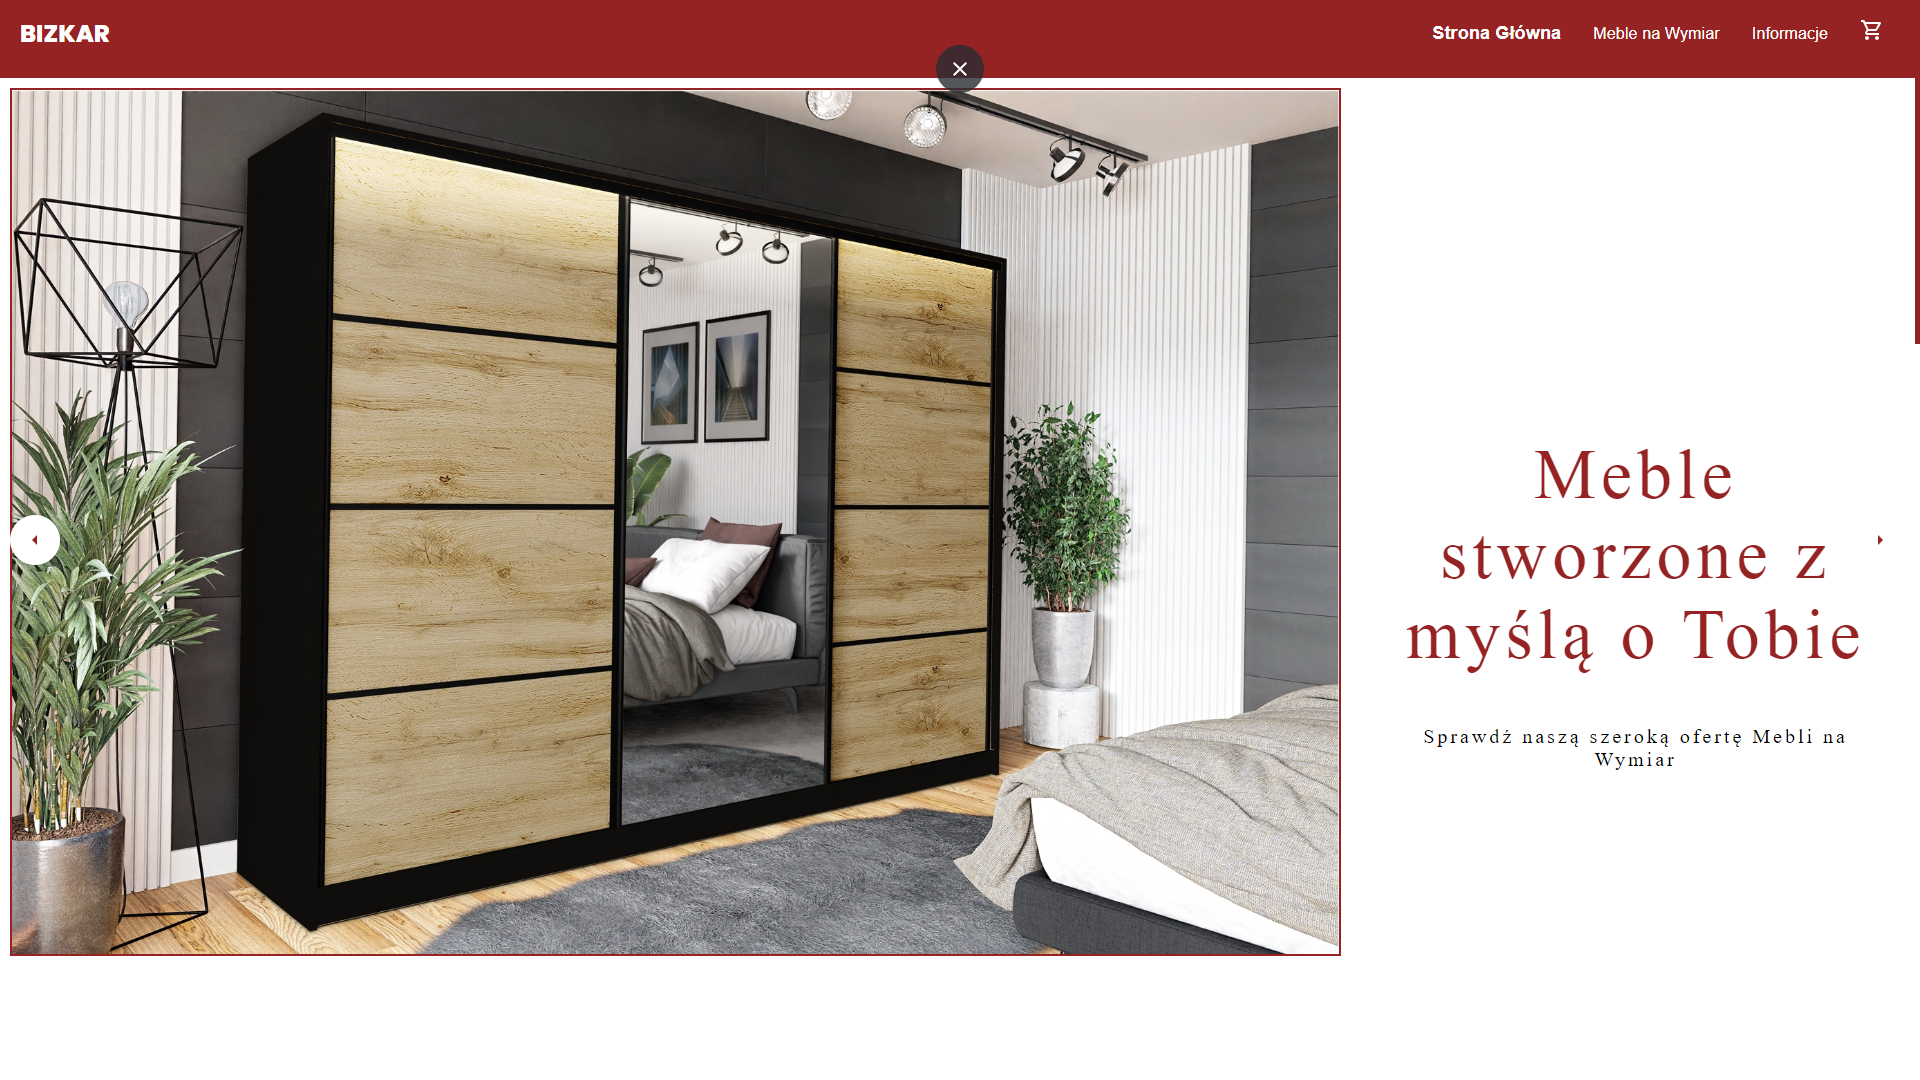 BIZKAR
Strona Główna
Meble na Wymiar
Informacje
Meble
stworzone z
myślą o Tobie
Sprawdź naszą szeroką ofertę Mebli na
Wymiar